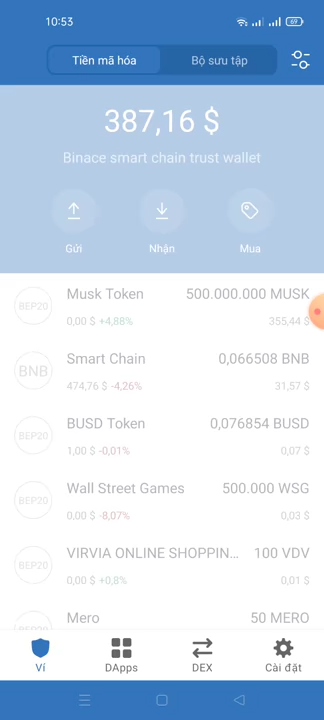 10:53 69
Tiền mã hóa Bộ sưu tập
387,16 $
Binace smart chain trust wallet
Gửi Nhận Mua
BEP20 Musk Token 500.000.000 MUSK
0,00 $ +4,88% 355,44 $
BNB Smart Chain 0,066508 BNB
474,76 $ -4,26% 31,57 $
BEP20 BUSD Token 0,076854 BUSD
1,00 $ -0,01% 0,07 $
BEP20 Wall Street Games 500.000 WSG
0,00 $ -8,07% 0,03 $
BEP20 VIRVIA ONLINE SHOPPIN... 100 VDV
0,00 $ +0,8% 0,01 $
BEP20 Mero 50 MERO
Ví DApps DEX Cài đặt